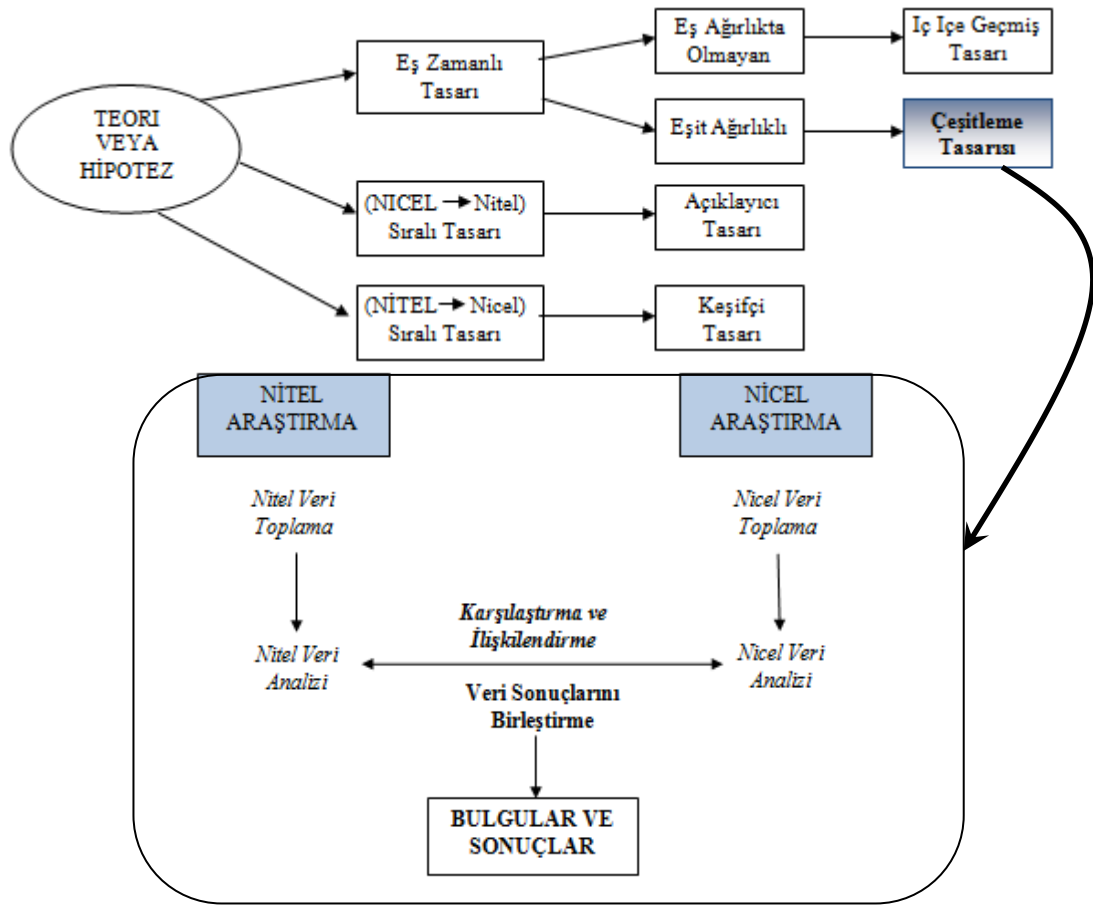 TEORI
VEYA
HİPOTEZ
Eş Zamanlı
Tasarı
Eş Ağırlıkta
Olmayan
Iç Içe Geçmiş
Tasarı
Eşit Ağırlıklı
Çeşitleme
Tasarısı
(NICEL → Nitel)
Sıralı Tasarı
Açıklayıcı
Tasarı
(NİTEL → Nicel)
Sıralı Tasarı
Keşifçi
Tasarı
NİTEL
ARAŞTIRMA
NİCEL
ARAŞTIRMA
Nitel Veri
Toplama
Nicel Veri
Toplama
Karşılaştırma ve
İlişkilendirme
Nitel Veri
Analizi
Nicel Veri
Analizi
Veri Sonuçlarını
Birleştirme
BULGULAR VE
SONUÇLAR